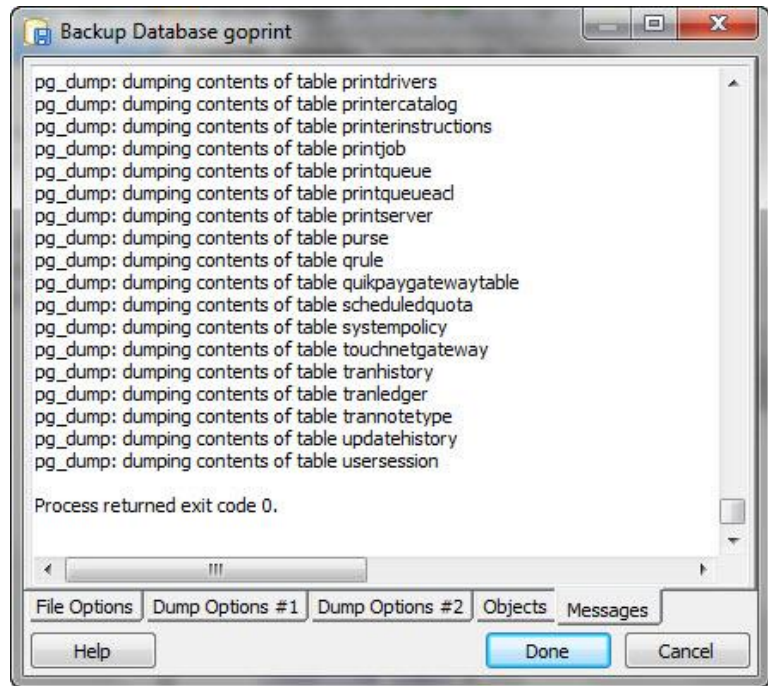 Backup Database goprint
pg_dump: dumping contents of table printdrivers
pg_dump: dumping contents of table printercatalog
pg_dump: dumping contents of table printerinstructions
pg_dump: dumping contents of table printjob
pg_dump: dumping contents of table printqueue
pg_dump: dumping contents of table printqueueacl
pg_dump: dumping contents of table printserver
pg_dump: dumping contents of table purse
pg_dump: dumping contents of table qrule
pg_dump: dumping contents of table quikpaygatewaytable
pg_dump: dumping contents of table scheduledquota
pg_dump: dumping contents of table systempolicy
pg_dump: dumping contents of table touchnetgateway
pg_dump: dumping contents of table tranhistory
pg_dump: dumping contents of table tranledger
pg_dump: dumping contents of table trannotetype
pg_dump: dumping contents of table updatehistory
pg_dump: dumping contents of table usersession
Process returned exit code 0.
File Options Dump Options #1 Dump Options #2 Objects Messages
Help Done Cancel